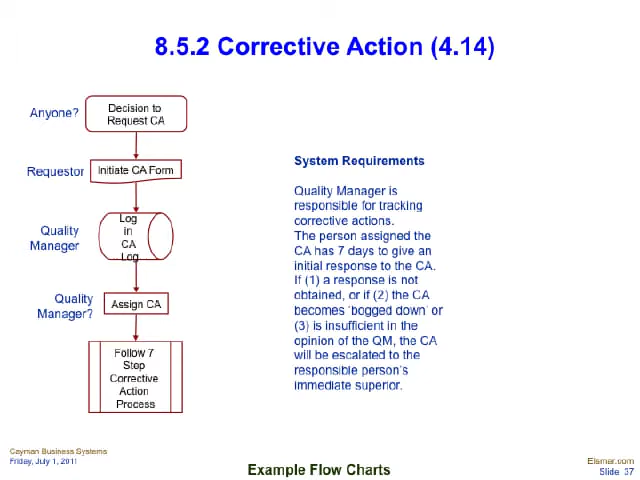 8.5.2 Corrective Action (4.14)
Anyone?
Decision to
Request CA
Requestor
Initiate CA Form
Quality
Manager
Log
in
CA
Log
Quality
Manager?
Assign CA
Follow 7
Step
Corrective
Action
Process
System Requirements
Quality Manager is
responsible for tracking
corrective actions.
The person assigned the
CA has 7 days to give an
initial response to the CA.
If (1) a response is not
obtained, or if (2) the CA
becomes ‘bogged down’ or
(3) is insufficient in the
opinion of the QM, the CA
will be escalated to the
responsible person’s
immediate superior.
Cayman Business Systems
Friday, July 1, 2011
Example Flow Charts
Elsmar.com
Slide 37